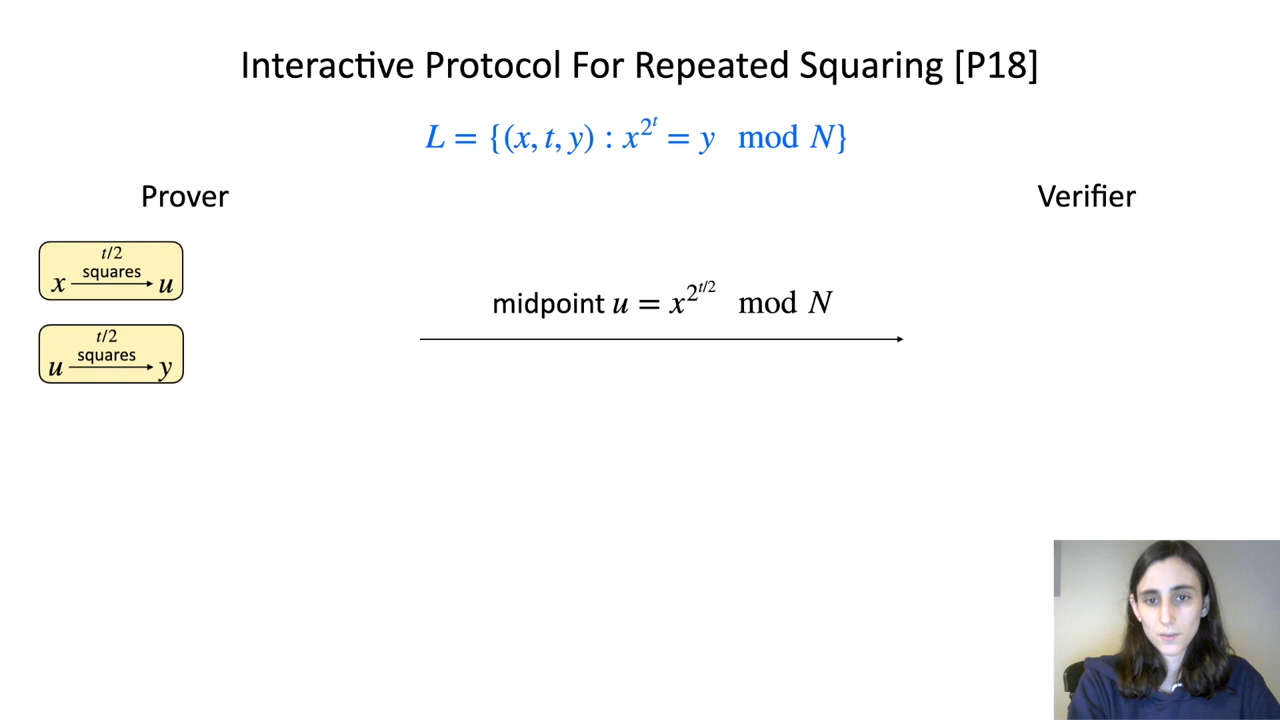 Interactive Protocol For Repeated Squaring [P18]
L = {(x, t, y) : x^{2^t} = y mod N}
Prover
Verifier
t/2
squares
x → u
midpoint u = x^{2^{t/2}} mod N
t/2
squares
u → y